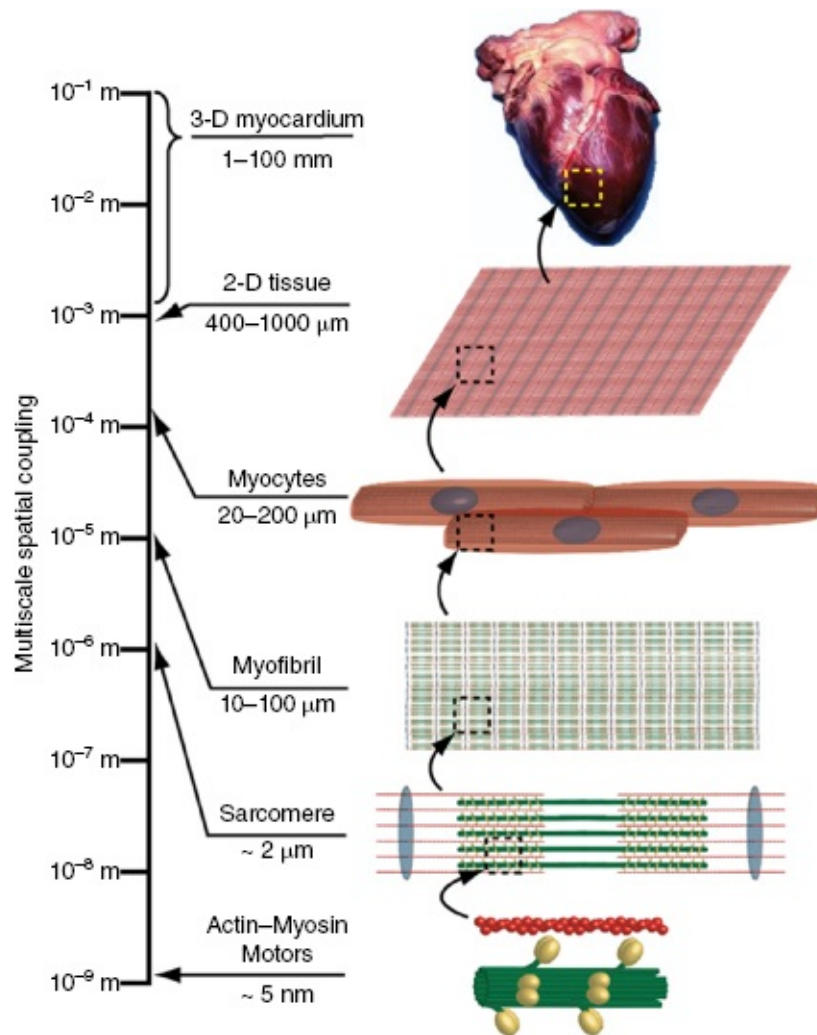 10⁻¹ m
3-D myocardium
1–100 mm
10⁻² m
2-D tissue
10⁻³ m
400–1000 μm
10⁻⁴ m
Myocytes
20–200 μm
10⁻⁵ m
Multiscale spatial coupling
10⁻⁶ m
Myofibril
10–100 μm
10⁻⁷ m
Sarcomere
~ 2 μm
10⁻⁸ m
Actin–Myosin
Motors
10⁻⁹ m
~ 5 nm